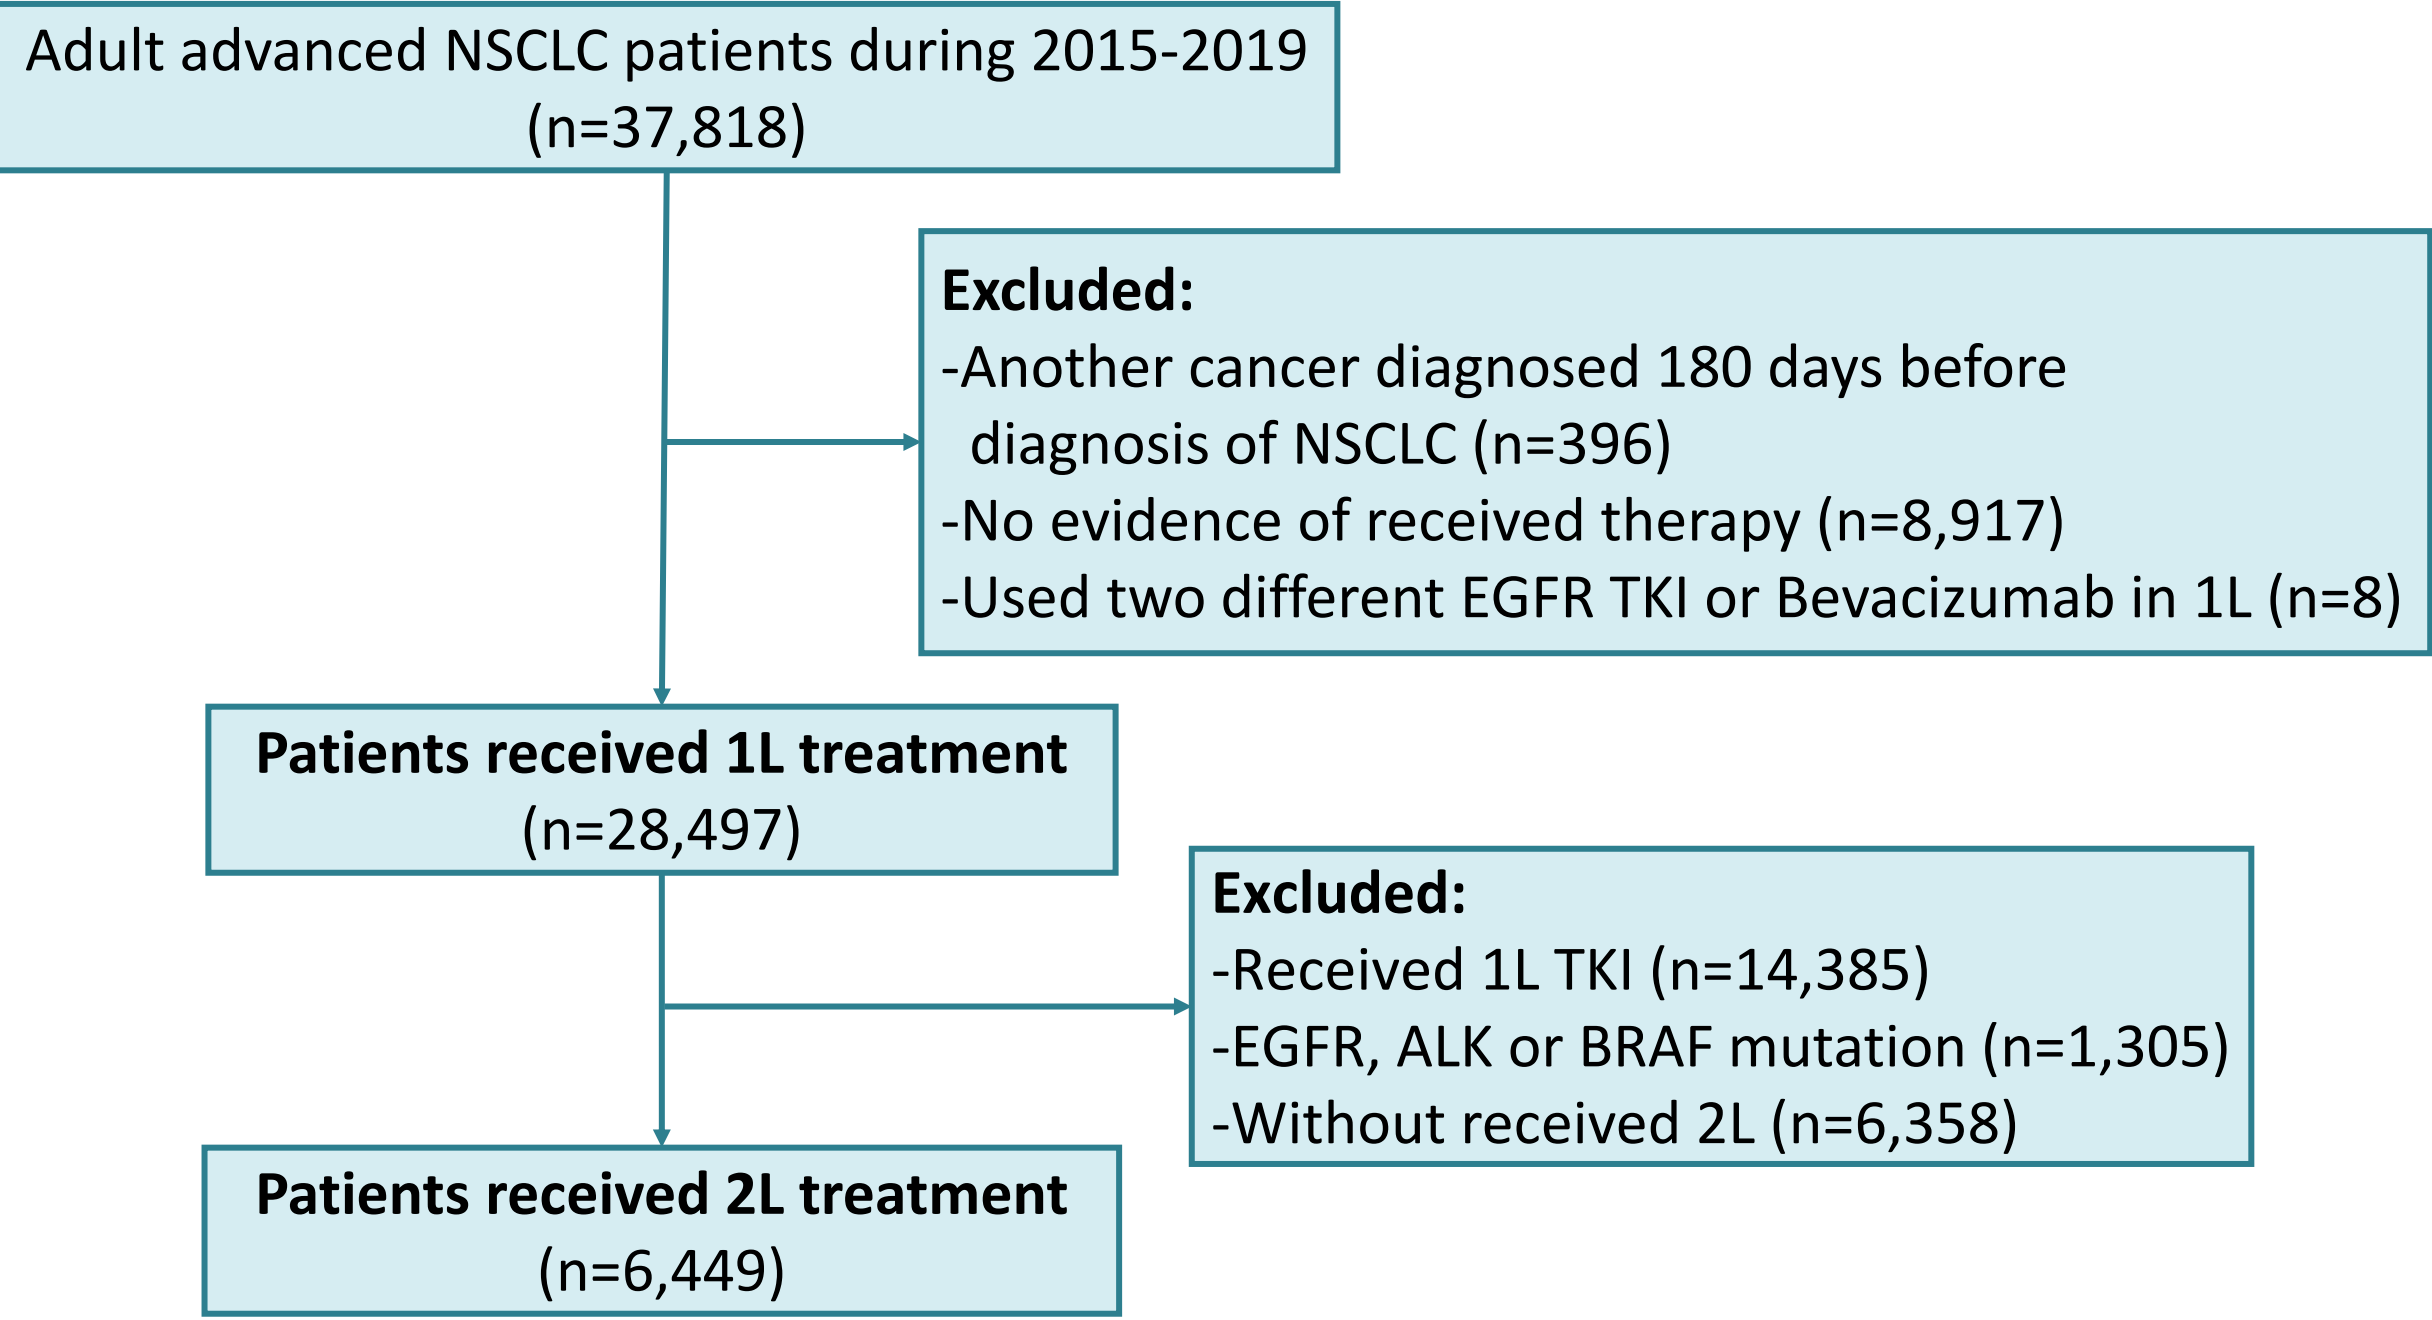 Adult advanced NSCLC patients during 2015-2019
(n=37,818)
Excluded:
-Another cancer diagnosed 180 days before
diagnosis of NSCLC (n=396)
-No evidence of received therapy (n=8,917)
-Used two different EGFR TKI or Bevacizumab in 1L (n=8)
Patients received 1L treatment
(n=28,497)
Excluded:
-Received 1L TKI (n=14,385)
-EGFR, ALK or BRAF mutation (n=1,305)
-Without received 2L (n=6,358)
Patients received 2L treatment
(n=6,449)